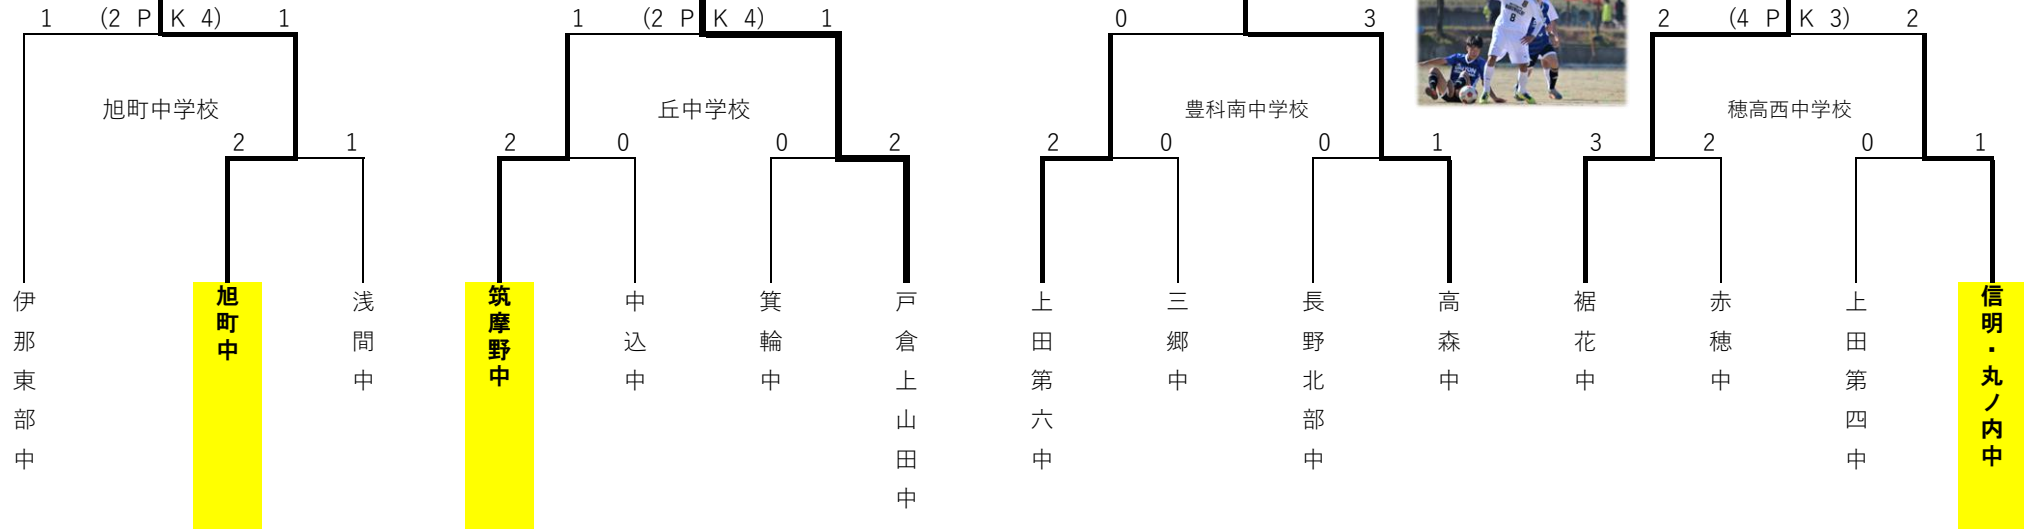 1 (2 P K 4) 1
1 (2 P K 4) 1
0 3
2 (4 P K 3) 2
旭町中学校
丘中学校
豊科南中学校
穂高西中学校
2 1
2 0
0 2
2 0
0 1
3 2
0 1
伊那東部中
旭町中
浅間中
筑摩野中
中込中
箕輪中
戸倉上山田中
上田第六中
三郷中
長野北部中
高森中
裾花中
赤穂中
上田第四中
信明・丸ノ内中